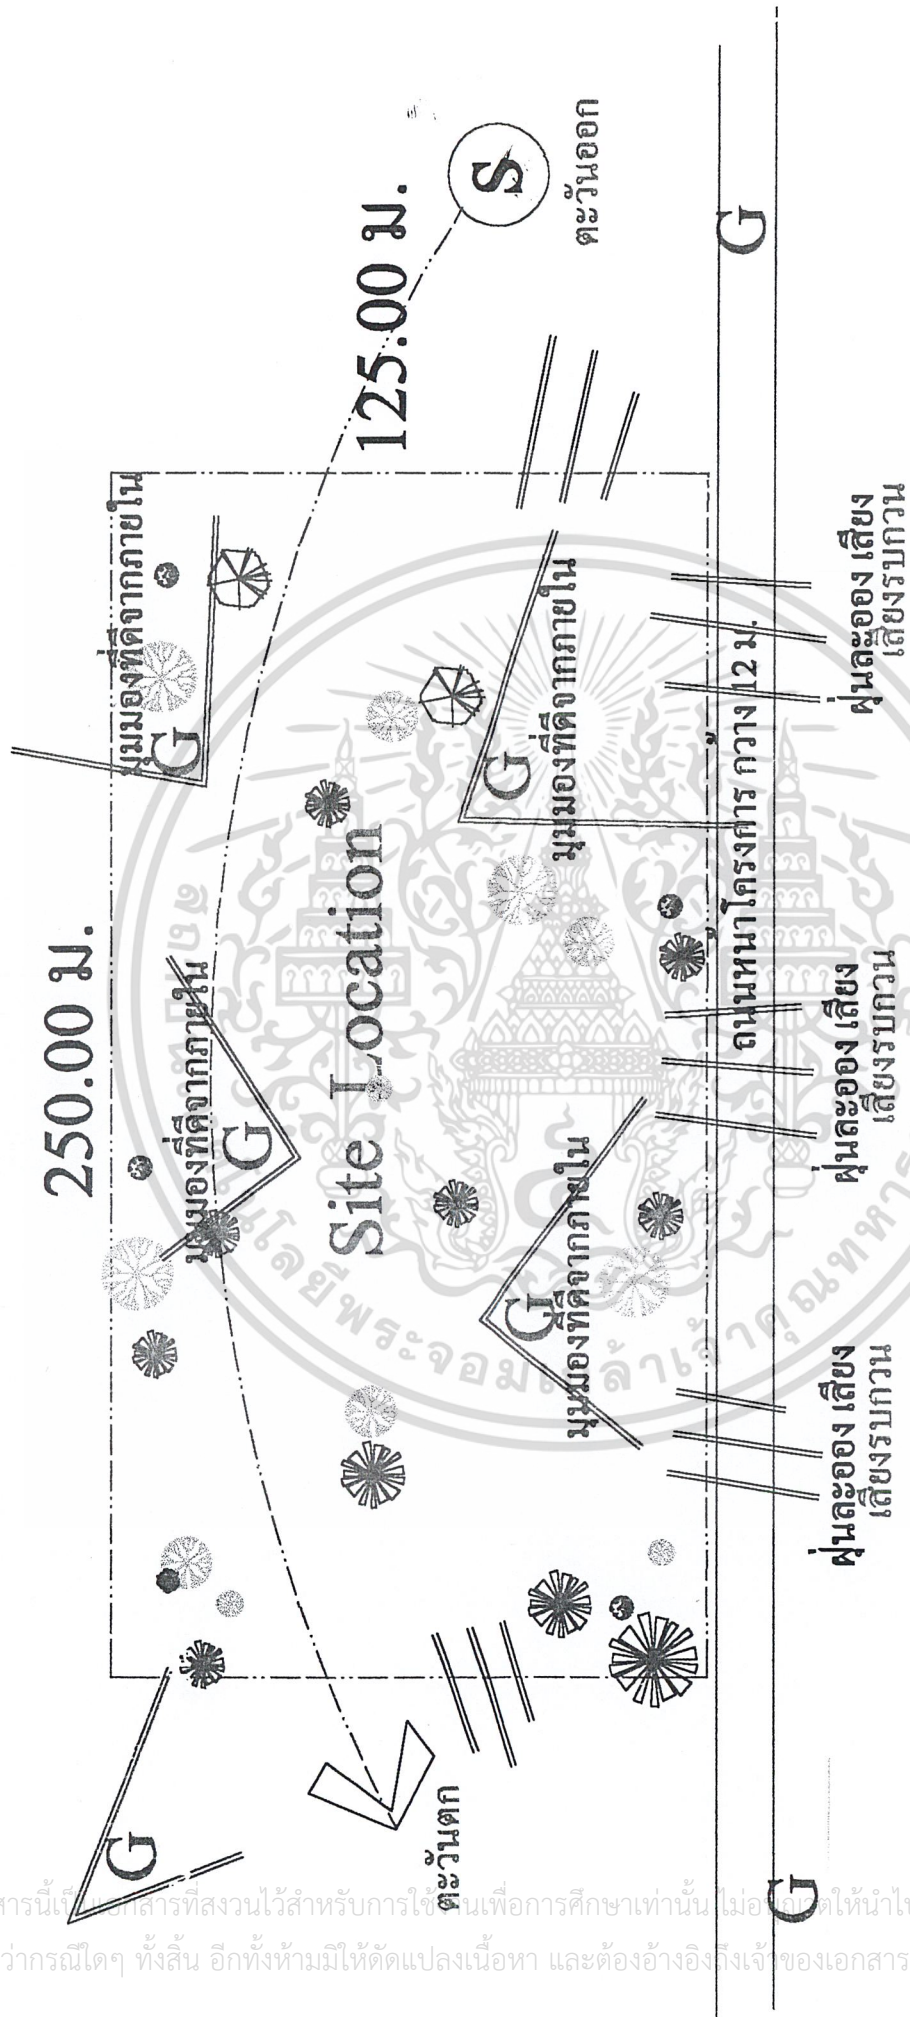 250.00 ม.
G
มุมมองที่ดีจากภายใน
G
มุมมองที่ดีจากภายใน
G
125.00 ม.
Site Location
ตะวันตก
S
ตะวันออก
G
มุมมองที่ดีจากภายใน
G
มุมมองที่ดีจากภายใน
ถนนหน้าโครงการ กว้าง 12 ม.
G
G
ฝุ่นละออง เสียง
เสียงรบกวน
ฝุ่นละออง เสียง
เสียงรบกวน
ฝุ่นละออง เสียง
เสียงรบกวน
สารนี้เป็นเอกสารที่สงวนไว้สำหรับการใช้งานเพื่อการศึกษาเท่านั้น ไม่อนุญาตให้นำไป
ว่ากรณีใดๆ ทั้งสิ้น อีกทั้งห้ามมิให้ดัดแปลงเนื้อหา และต้องอ้างอิงถึงเจ้าของเอกสาร